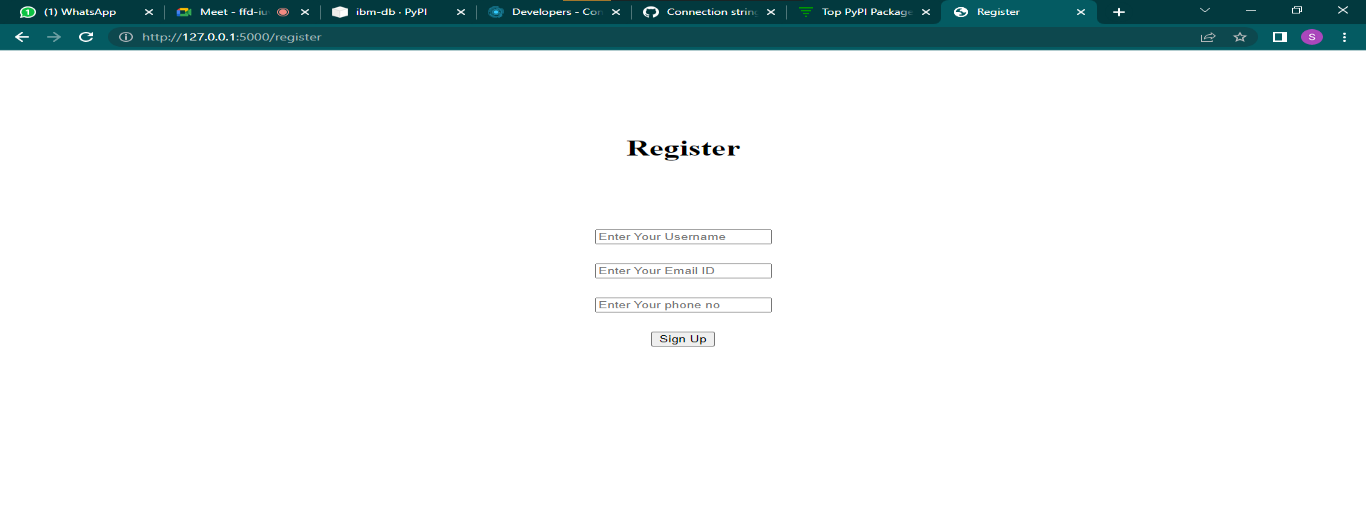 (1) WhatsApp
Meet - ffd-iu
ibm-db · PyPI
Developers - Con
Connection string
Top PyPI Package
Register
http://127.0.0.1:5000/register
S
Register
Enter Your Username
Enter Your Email ID
Enter Your phone no
Sign Up